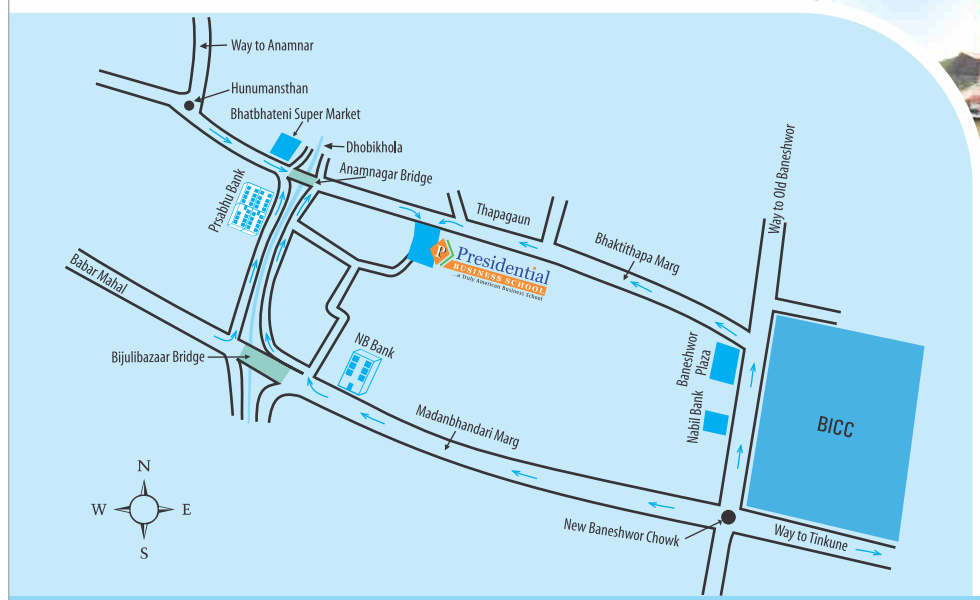 Way to Anamnar
Hunumansthan
Bhatbhateni Super Market
Dhobikhola
Anamnagar Bridge
Prsabhu Bank
Thapagaun
Way to Old Baneshwor
P Presidential
BUSINESS SCHOOL
...a Truly American Business School
Bhaktithapa Marg
Babar Mahal
Bijulibazaar Bridge
NB Bank
Baneshwor
Plaza
Nabil Bank
BICC
Madanbhandari Marg
New Baneshwor Chowk
Way to Tinkune
N
W
E
S